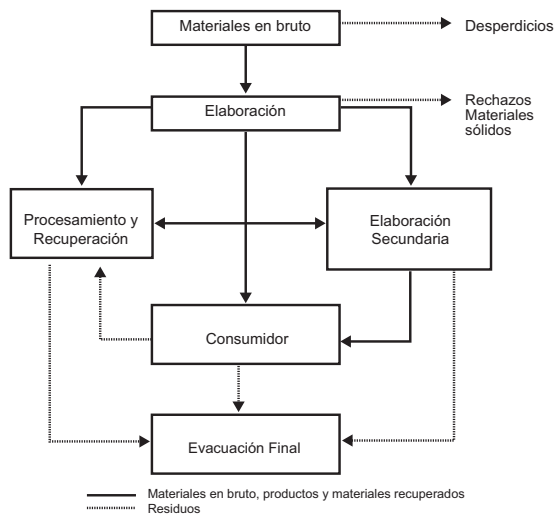 Materiales en bruto
Desperdicios
Elaboración
Rechazos
Materiales
sólidos
Procesamiento y
Recuperación
Elaboración
Secundaria
Consumidor
Evacuación Final
Materiales en bruto, productos y materiales recuperados
Residuos